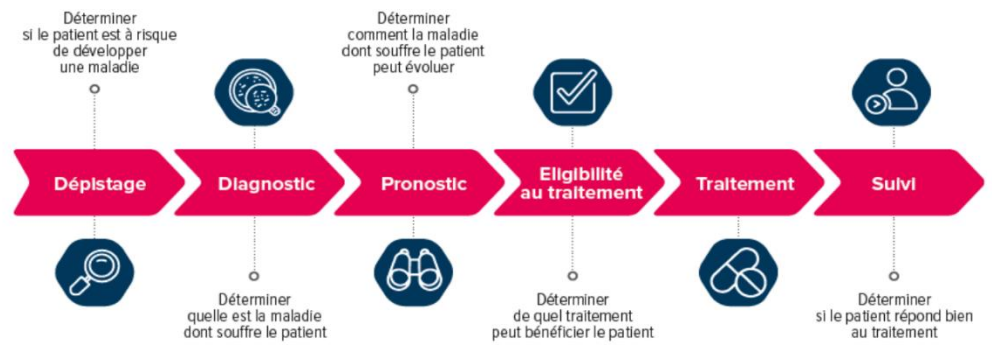 Déterminer
si le patient est à risque
de développer
une maladie
Déterminer
comment la maladie
dont souffre le patient
peut évoluer
Dépistage
Diagnostic
Pronostic
Eligibilité
au traitement
Traitement
Suivi
Déterminer
quelle est la maladie
dont souffre le patient
Déterminer
de quel traitement
peut bénéficier le patient
Déterminer
si le patient répond bien
au traitement